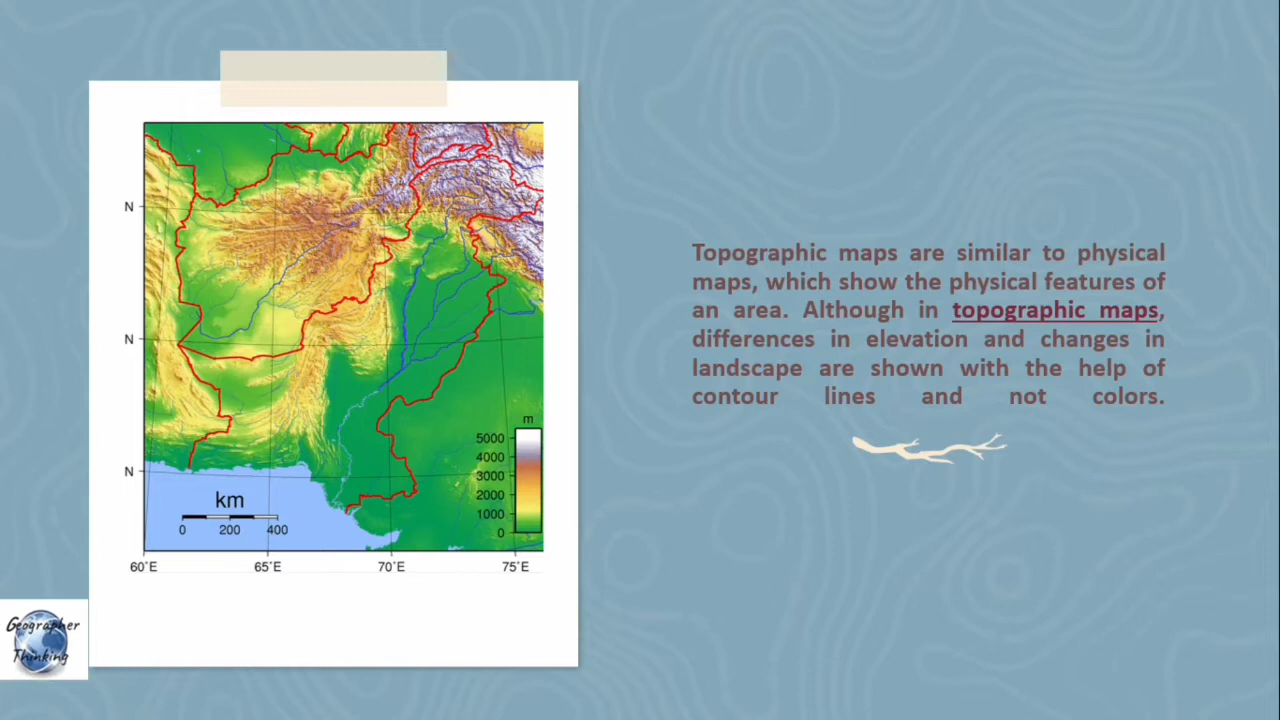 N
N
N
km
0 200 400
m
5000
4000
3000
2000
1000
0
60°E 65°E 70°E 75°E
Topographic maps are similar to physical
maps, which show the physical features of
an area. Although in topographic maps,
differences in elevation and changes in
landscape are shown with the help of
contour lines and not colors.
Geographer
Thinking